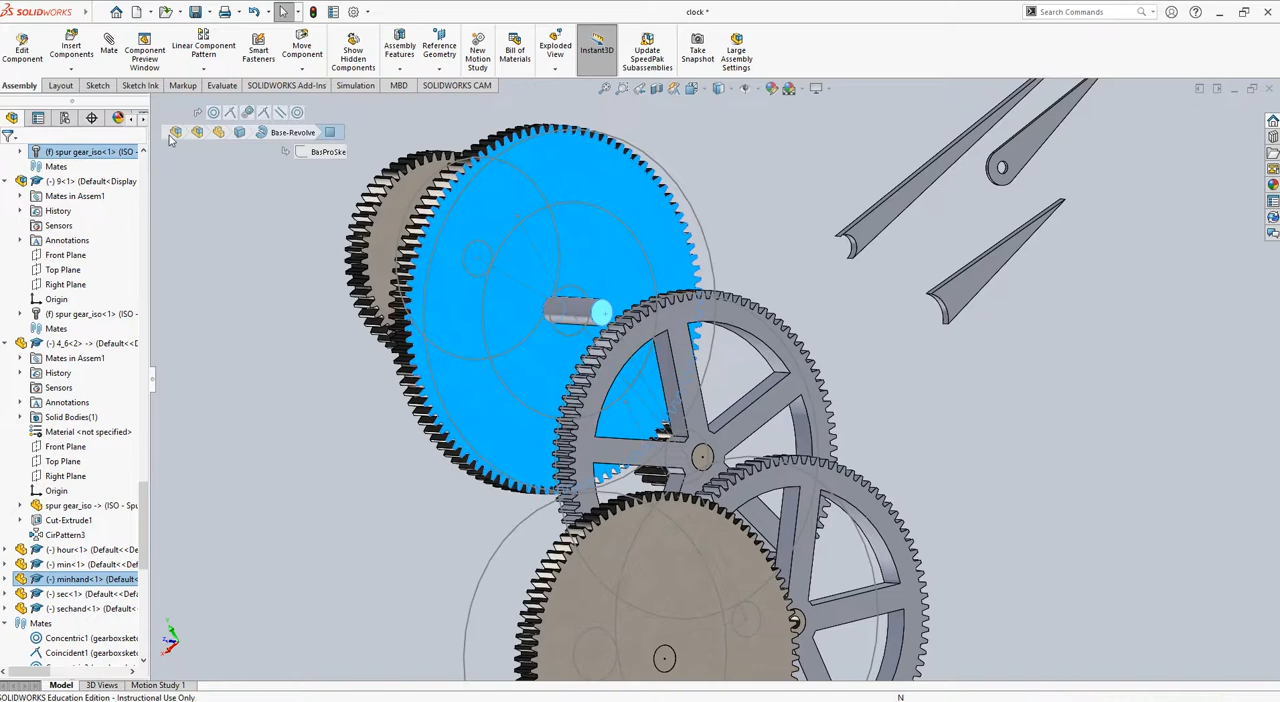 SOLIDWORKS
clock *
Search Commands
Edit Component
Insert Components
Mate
Component Preview Window
Linear Component Pattern
Smart Fasteners
Move Component
Show Hidden Components
Assembly Features
Reference Geometry
New Motion Study
Bill of Materials
Exploded View
Instant3D
Update SpeedPak Subassemblies
Take Snapshot
Large Assembly Settings
Assembly Layout Sketch Sketch Ink Markup Evaluate SOLIDWORKS Add-Ins Simulation MBD SOLIDWORKS CAM
Base-Revolve
BasProSke
(f) spur gear_iso<1> (ISO -
Mates
(-) 9<1> (Default<Display
Mates in Assem1
History
Sensors
Annotations
Front Plane
Top Plane
Right Plane
Origin
(f) spur gear_iso<1> (ISO -
Mates
(-) 4_6<2> -> (Default<<D
Mates in Assem1
History
Sensors
Annotations
Solid Bodies(1)
Material <not specified>
Front Plane
Top Plane
Right Plane
Origin
spur gear_iso -> (ISO - Spu
Cut-Extrude1
CirPattern3
(-) hour<1> (Default<<De
(-) min<1> (Default<<Def
(-) minhand<1> (Default<
(-) sec<1> (Default<<Def
(-) sechand<1> (Default<
Mates
Concentric1 (gearboxsketc
Coincident1 (gearboxsketc
Model 3D Views Motion Study 1
SOLIDWORKS Education Edition - Instructional Use Only
N